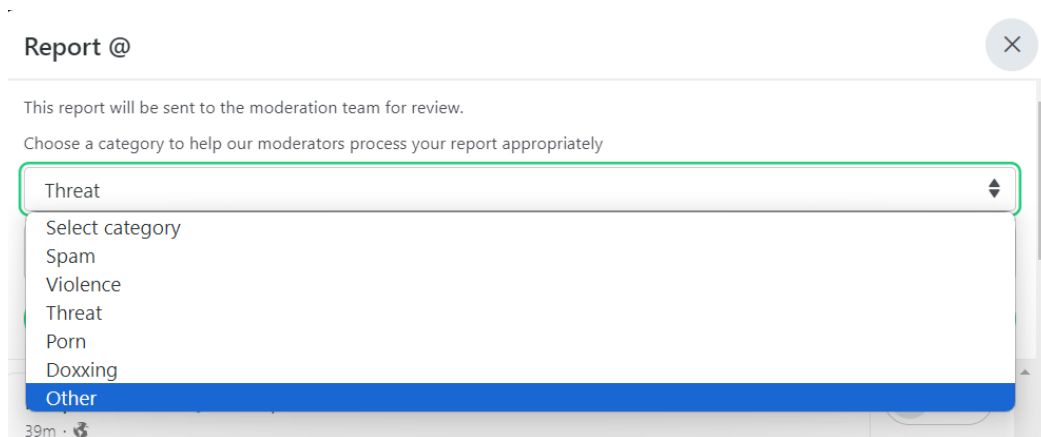 Report @
This report will be sent to the moderation team for review.
Choose a category to help our moderators process your report appropriately
Threat
Select category
Spam
Violence
Threat
Porn
Doxxing
Other
39m ·